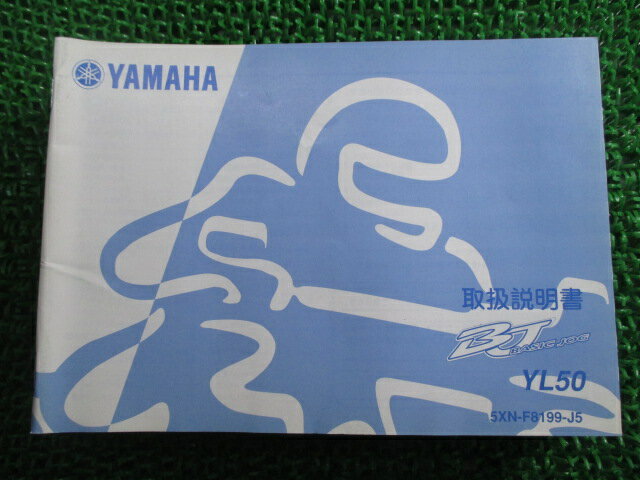 YAMAHA
取扱説明書
BJ
BASIC JOG
YL50
5XN-F8199-J5